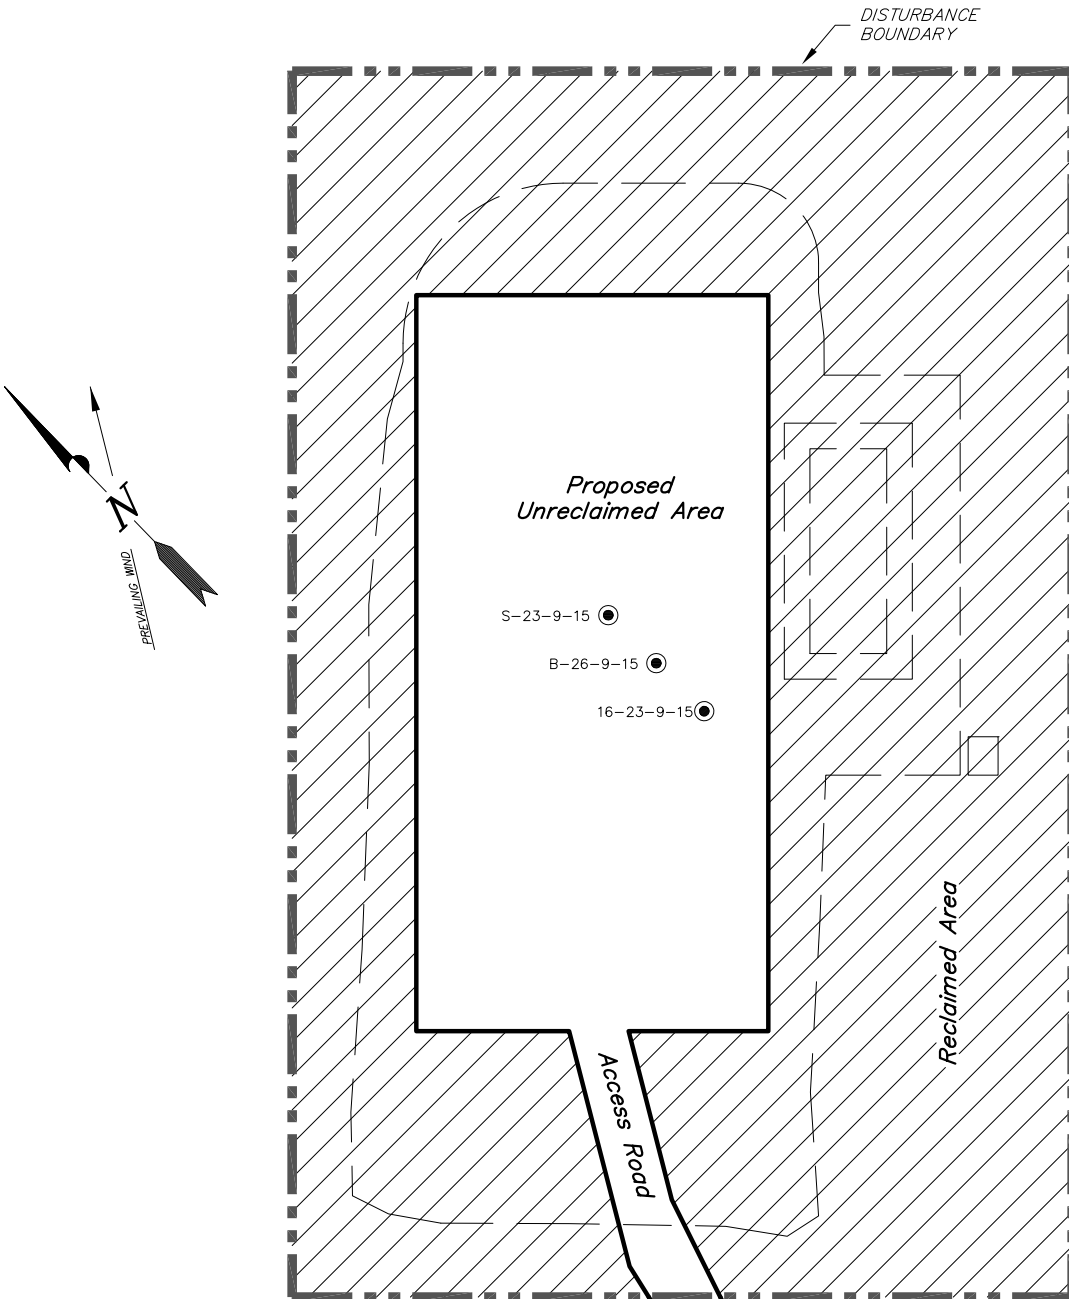 DISTURBANCE
BOUNDARY
Proposed
Unreclaimed Area
N
PREVAILING WIND
S-23-9-15
B-26-9-15
16-23-9-15
Reclaimed Area
Access Road